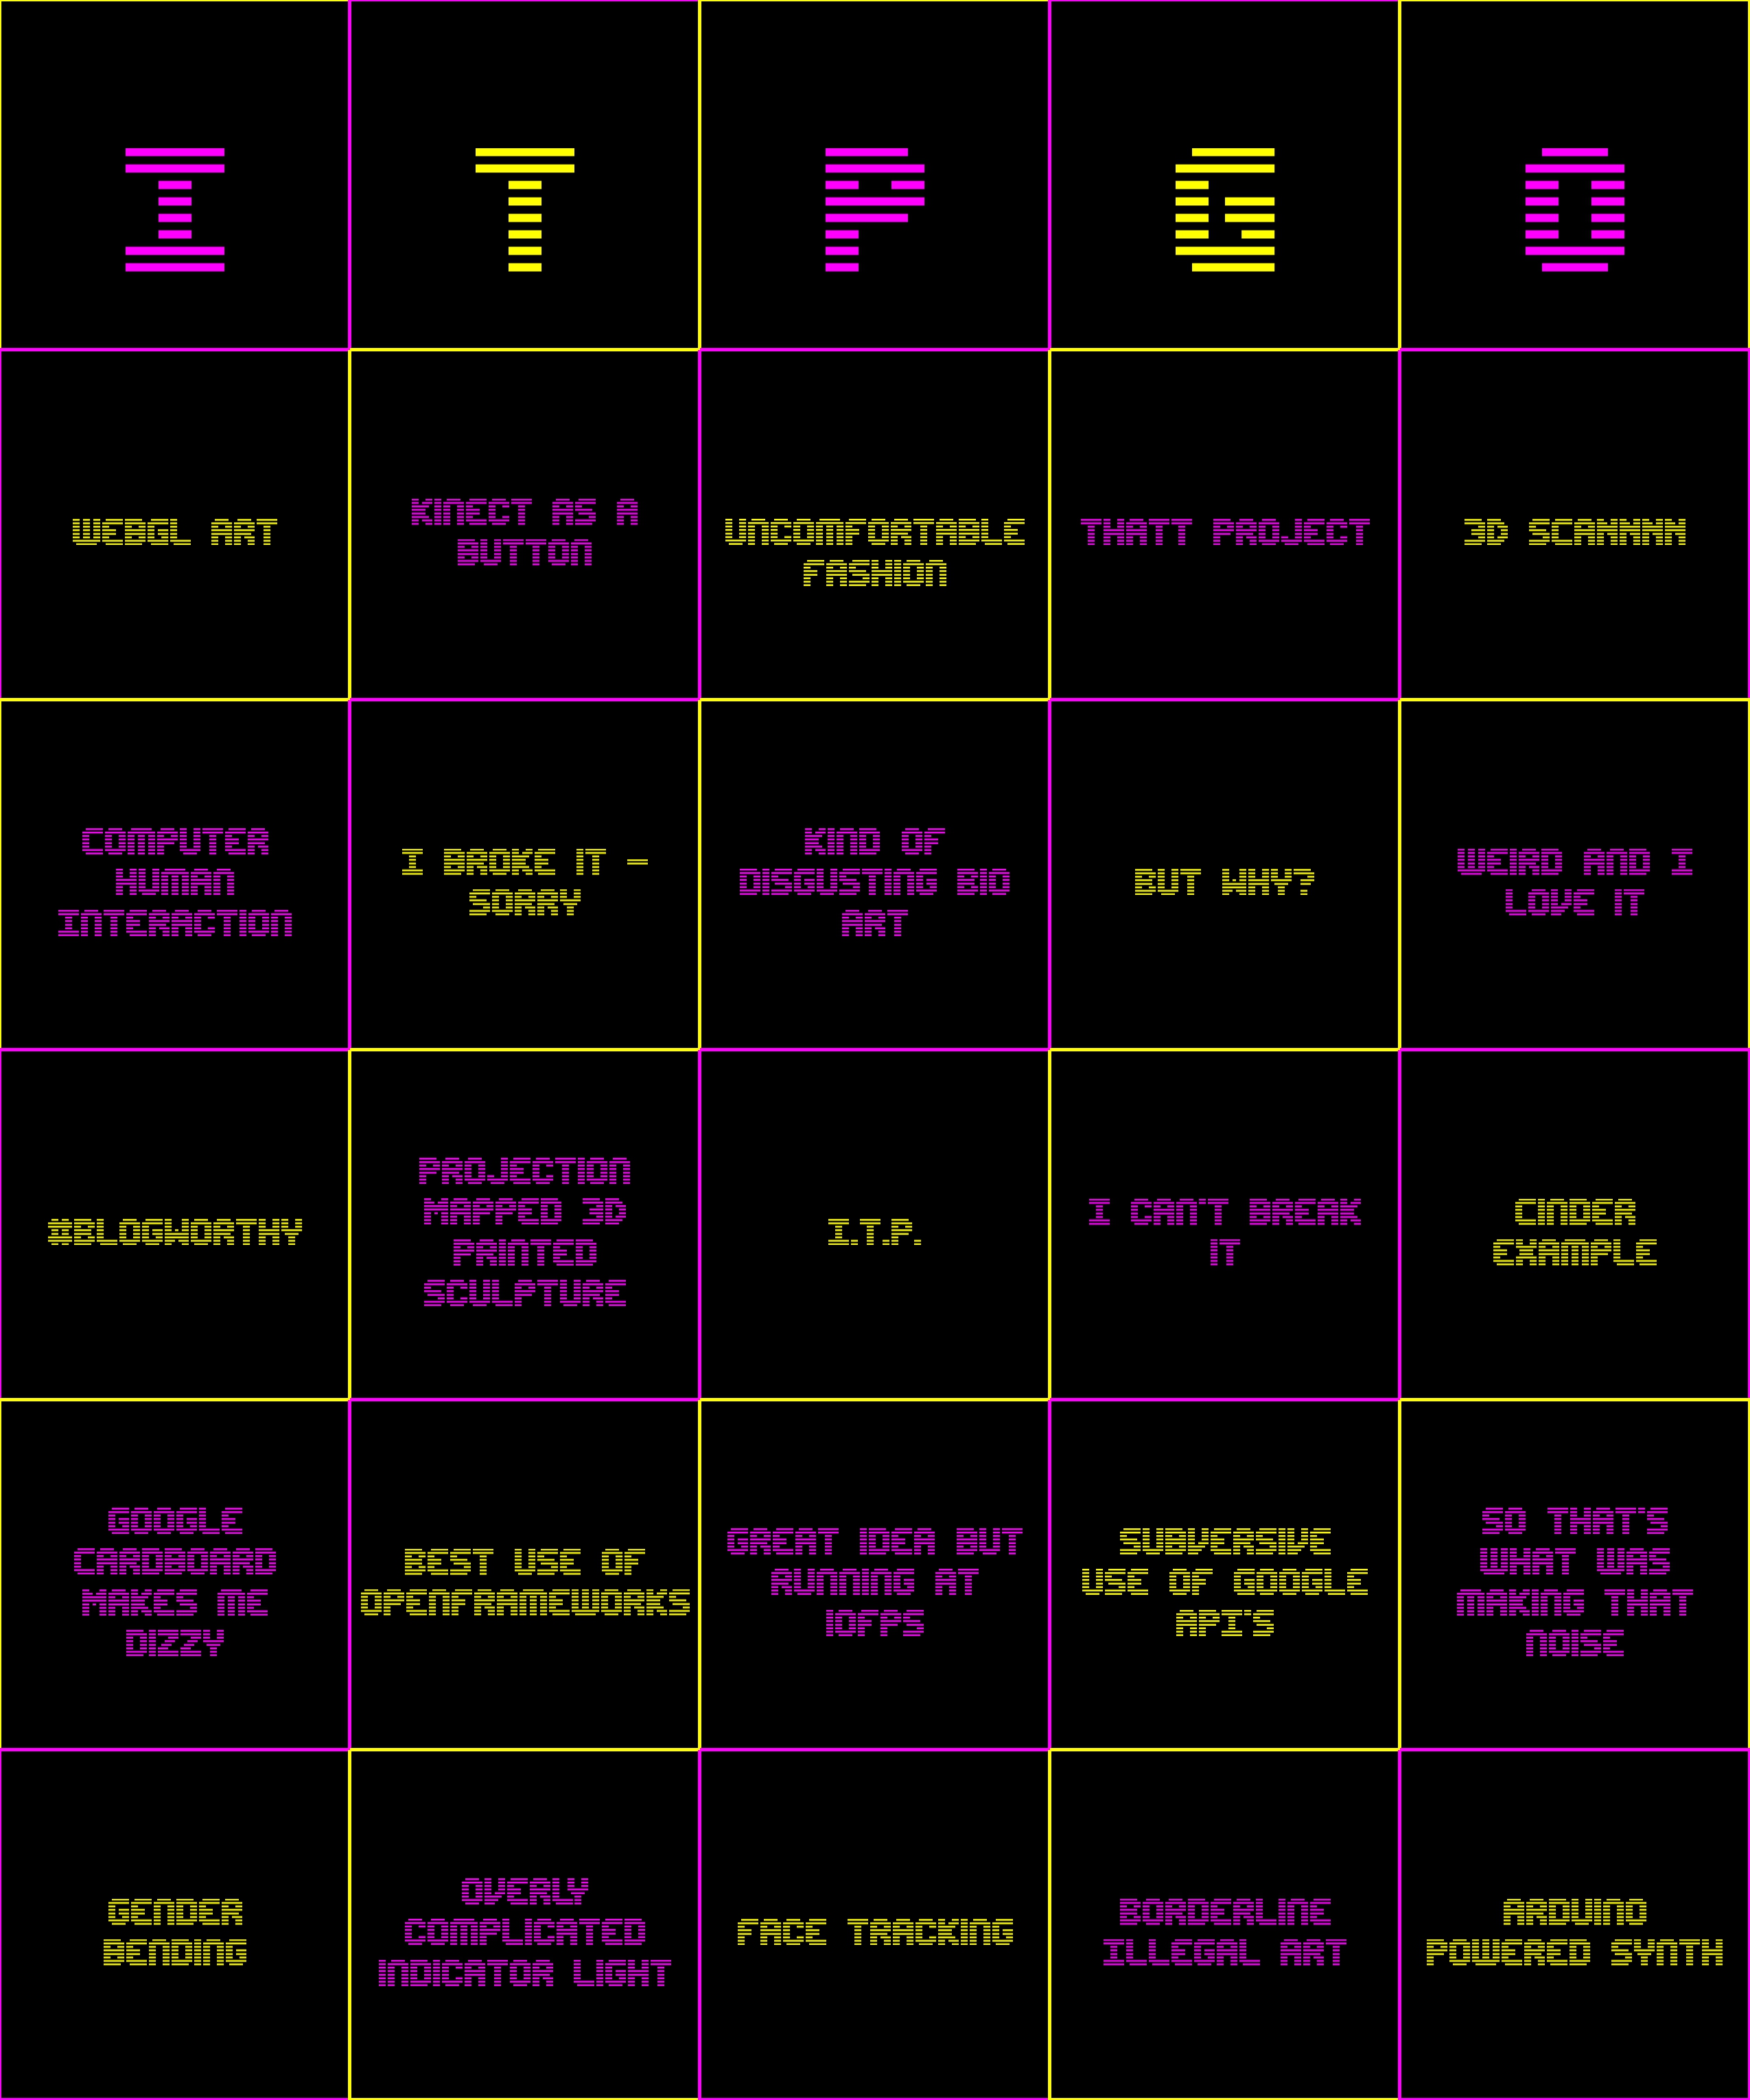 I T P G O
WEBGL ART
KINECT AS A
BUTTON
UNCOMFORTABLE
FASHION
THATT PROJECT
3D SCANNNN
COMPUTER
HUMAN
INTERACTION
I BROKE IT -
SORRY
KIND OF
DISGUSTING BIO
ART
BUT WHY?
WEIRD AND I
LOVE IT
#BLOGWORTHY
PROJECTION
MAPPED 3D
PRINTED
SCULPTURE
I.T.P.
I CAN'T BREAK
IT
CINDER
EXAMPLE
GOOGLE
CARDBOARD
MAKES ME
DIZZY
BEST USE OF
OPENFRAMEWORKS
GREAT IDEA BUT
RUNNING AT
10FPS
SUBVERSIVE
USE OF GOOGLE
API'S
SO THAT'S
WHAT WAS
MAKING THAT
NOISE
GENDER
BENDING
OVERLY
COMPLICATED
INDICATOR LIGHT
FACE TRACKING
BORDERLINE
ILLEGAL ART
ARDUINO
POWERED SYNTH